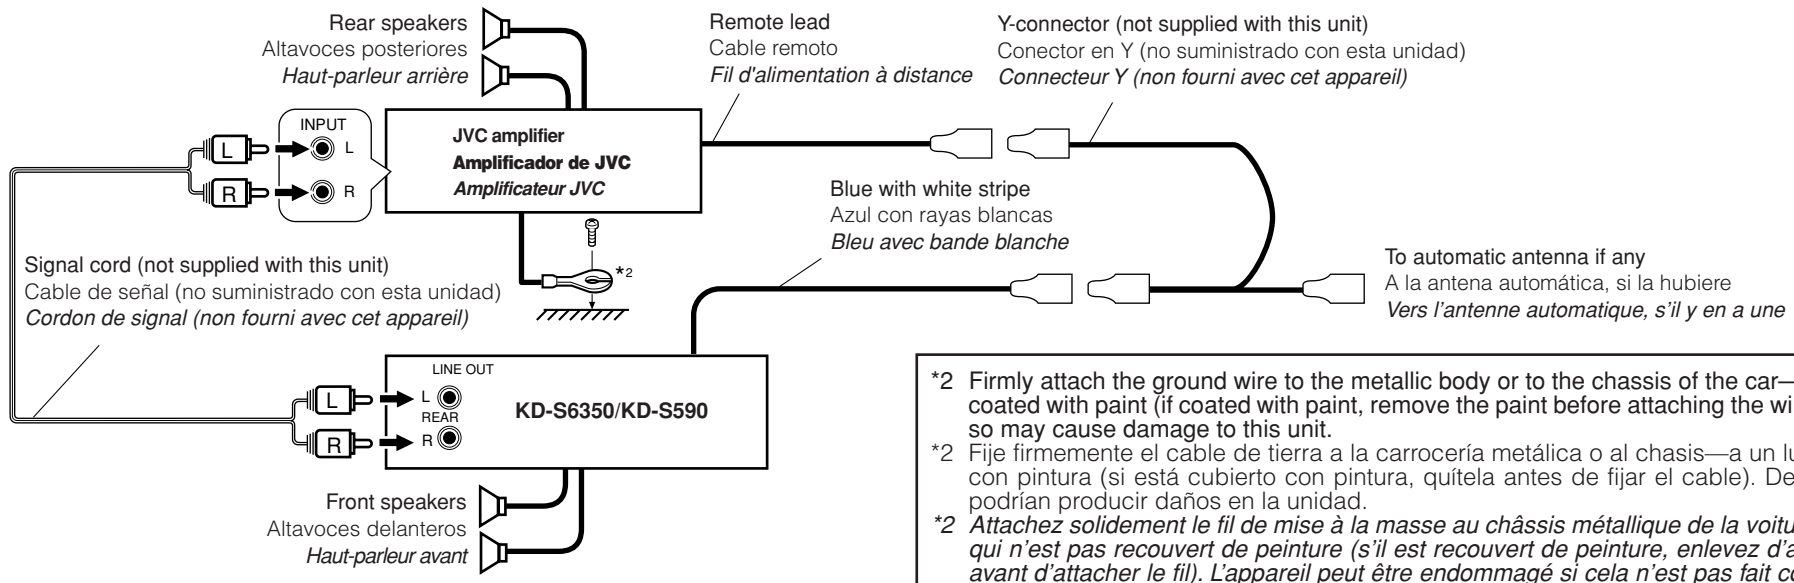 Rear speakers
Altavoces posteriores
Haut-parleur arrière
Remote lead
Cable remoto
Fil d'alimentation à distance
Y-connector (not supplied with this unit)
Conector en Y (no suministrado con esta unidad)
Connecteur Y (non fourni avec cet appareil)
INPUT
L
L
R
R
JVC amplifier
Amplificador de JVC
Amplificateur JVC
Blue with white stripe
Azul con rayas blancas
Bleu avec bande blanche
*2
Signal cord (not supplied with this unit)
Cable de señal (no suministrado con esta unidad)
Cordon de signal (non fourni avec cet appareil)
To automatic antenna if any
A la antena automática, si la hubiere
Vers l'antenne automatique, s'il y en a une
LINE OUT
L
L
REAR
R
R
KD-S6350/KD-S590
Front speakers
Altavoces delanteros
Haut-parleur avant
*2 Firmly attach the ground wire to the metallic body or to the chassis of the car—
coated with paint (if coated with paint, remove the paint before attaching the
so may cause damage to this unit.
*2 Fije firmemente el cable de tierra a la carrocería metálica o al chasis—a un
con pintura (si está cubierto con pintura, quítela antes de fijar el cable).
podrían producir daños en la unidad.
*2 Attachez solidement le fil de mise à la masse au châssis métallique de la
qui n'est pas recouvert de peinture (s'il est recouvert de peinture, enlevez
avant d'attacher le fil). L'appareil peut être endommagé si cela n'est pas fait